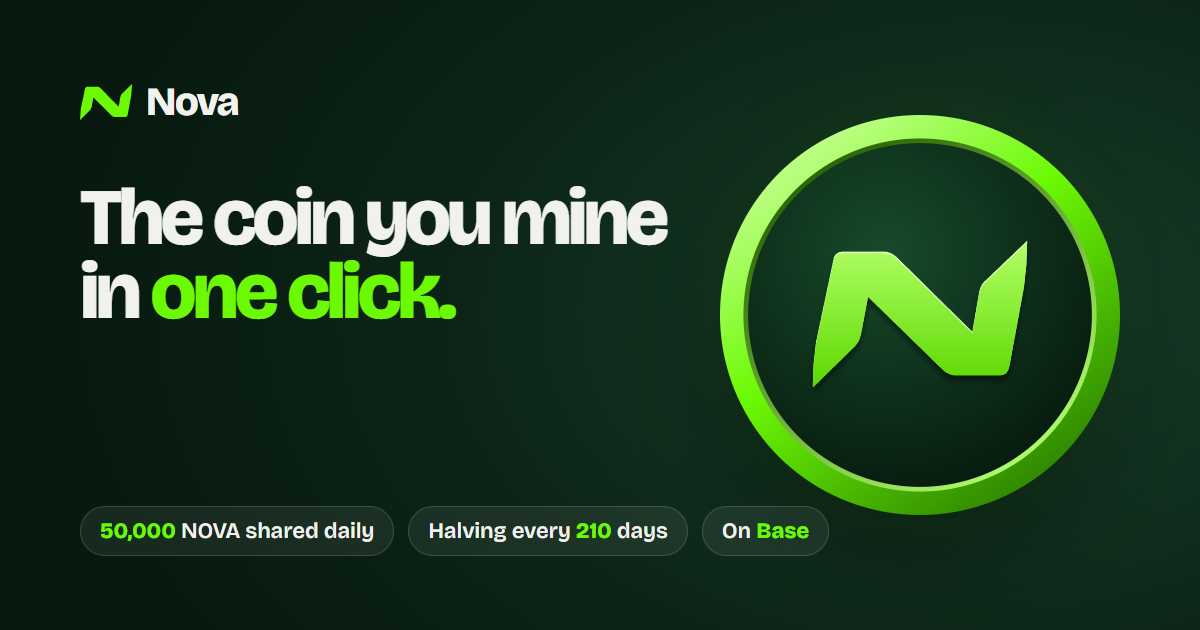 Nova
The coin you mine
in one click.
50,000 NOVA shared daily
Halving every 210 days
On Base